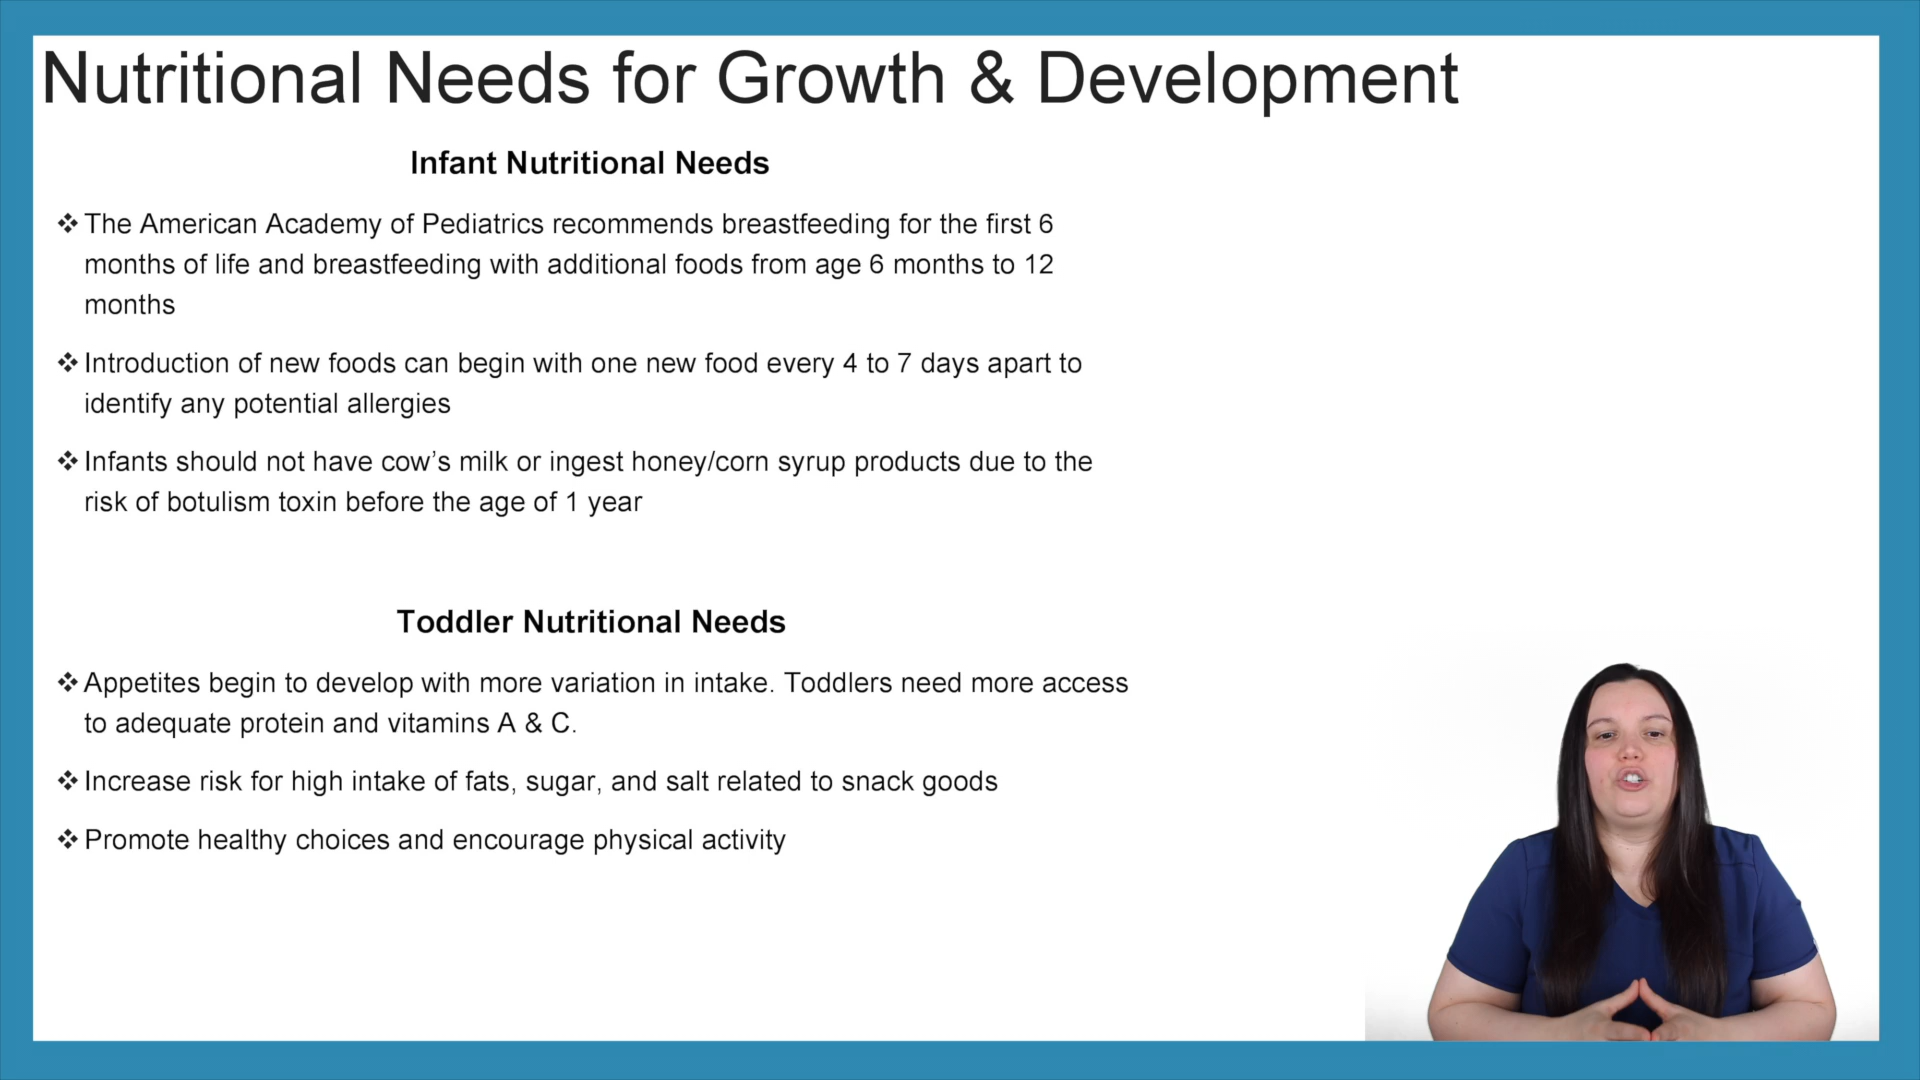 Nutritional Needs for Growth & Development
Infant Nutritional Needs
❖ The American Academy of Pediatrics recommends breastfeeding for the first 6
months of life and breastfeeding with additional foods from age 6 months to 12
months
❖ Introduction of new foods can begin with one new food every 4 to 7 days apart to
identify any potential allergies
❖ Infants should not have cow’s milk or ingest honey/corn syrup products due to the
risk of botulism toxin before the age of 1 year
Toddler Nutritional Needs
❖ Appetites begin to develop with more variation in intake. Toddlers need more access
to adequate protein and vitamins A & C.
❖ Increase risk for high intake of fats, sugar, and salt related to snack goods
❖ Promote healthy choices and encourage physical activity